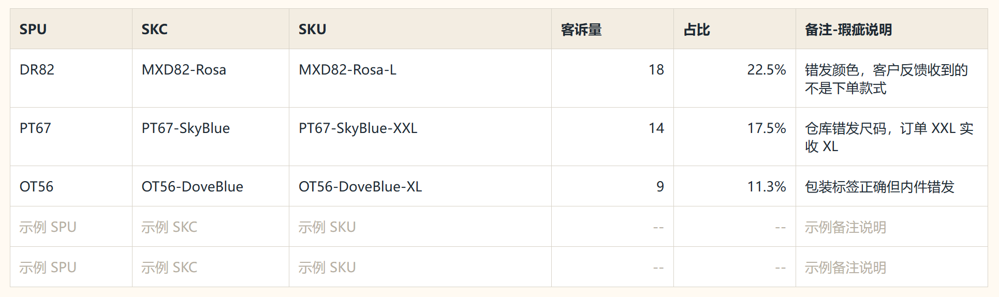 SPU SKC SKU 客诉量 占比 备注-瑕疵说明
DR82 MXD82-Rosa MXD82-Rosa-L 18 22.5% 错发颜色，客户反馈收到的
不是下单款式
PT67 PT67-SkyBlue PT67-SkyBlue-XXL 14 17.5% 仓库错发尺码，订单 XXL 实
收 XL
OT56 OT56-DoveBlue OT56-DoveBlue-XL 9 11.3% 包装标签正确但内件错发
示例 SPU 示例 SKC 示例 SKU -- -- 示例备注说明
示例 SPU 示例 SKC 示例 SKU -- -- 示例备注说明